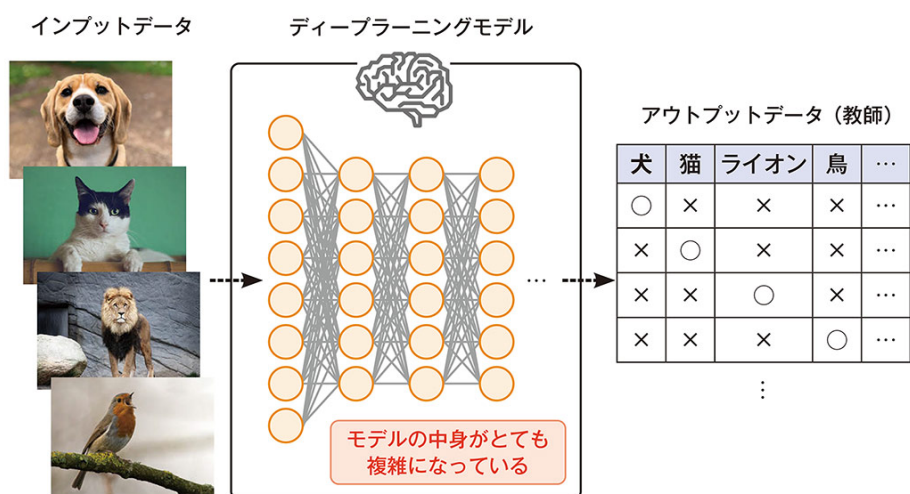 インプットデータ
ディープラーニングモデル
アウトプットデータ（教師）
犬 猫 ライオン 鳥 …
○ × × × …
× ○ × × …
× × ○ × …
× × × ○ …
⋮
…
モデルの中身がとても
複雑になっている